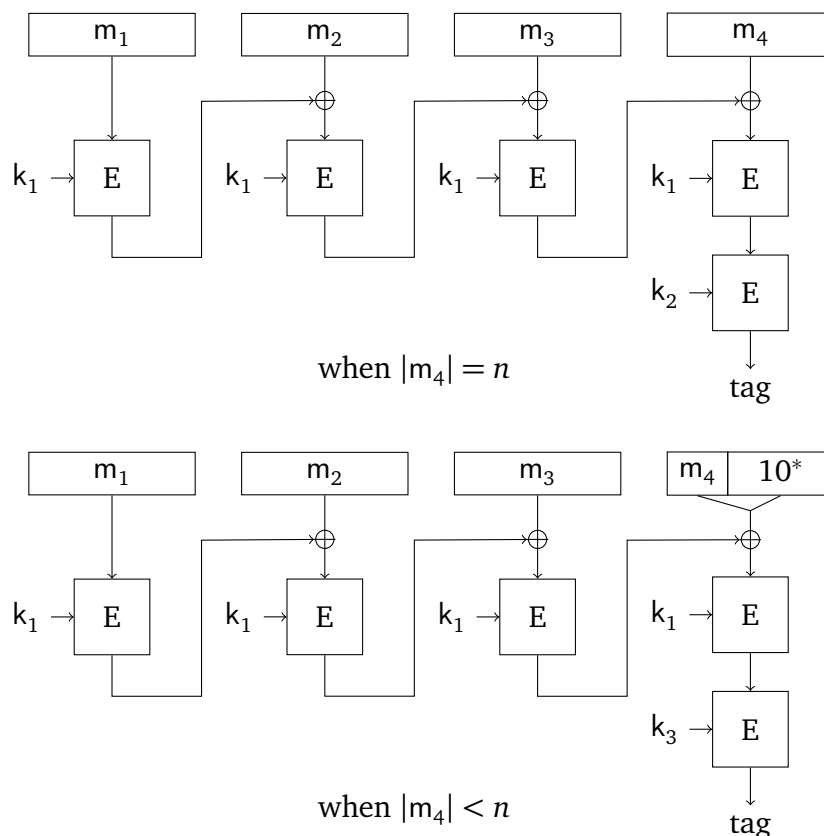 m₁ m₂ m₃ m₄
k₁ E k₁ E k₁ E k₁ E
k₂ E
when |m₄| = n
tag
m₁ m₂ m₃ m₄ 10*
k₁ E k₁ E k₁ E k₁ E
k₃ E
when |m₄| < n
tag